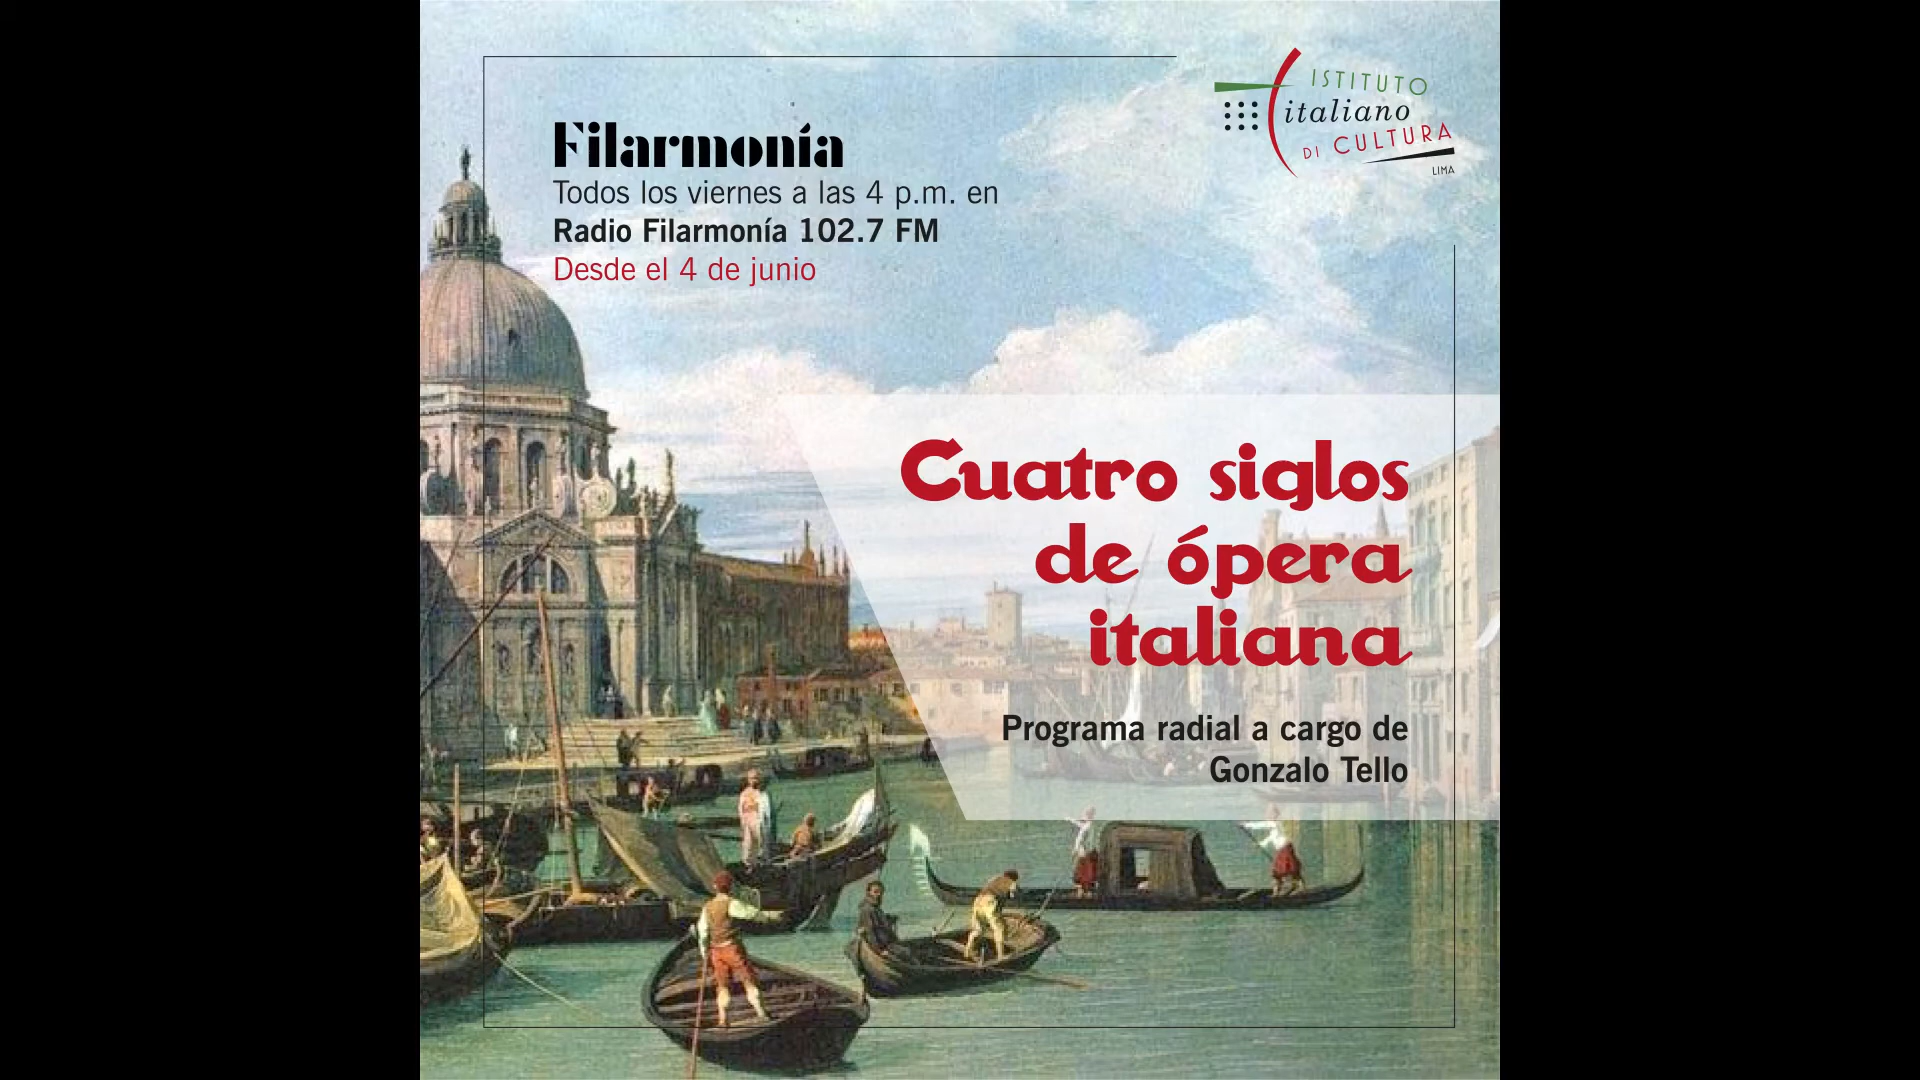 Filarmonía
Todos los viernes a las 4 p.m. en
Radio Filarmonía 102.7 FM
Desde el 4 de junio
ISTITUTO
italiano
DI CULTURA
LIMA
Cuatro siglos
de ópera
italiana
Programa radial a cargo de
Gonzalo Tello